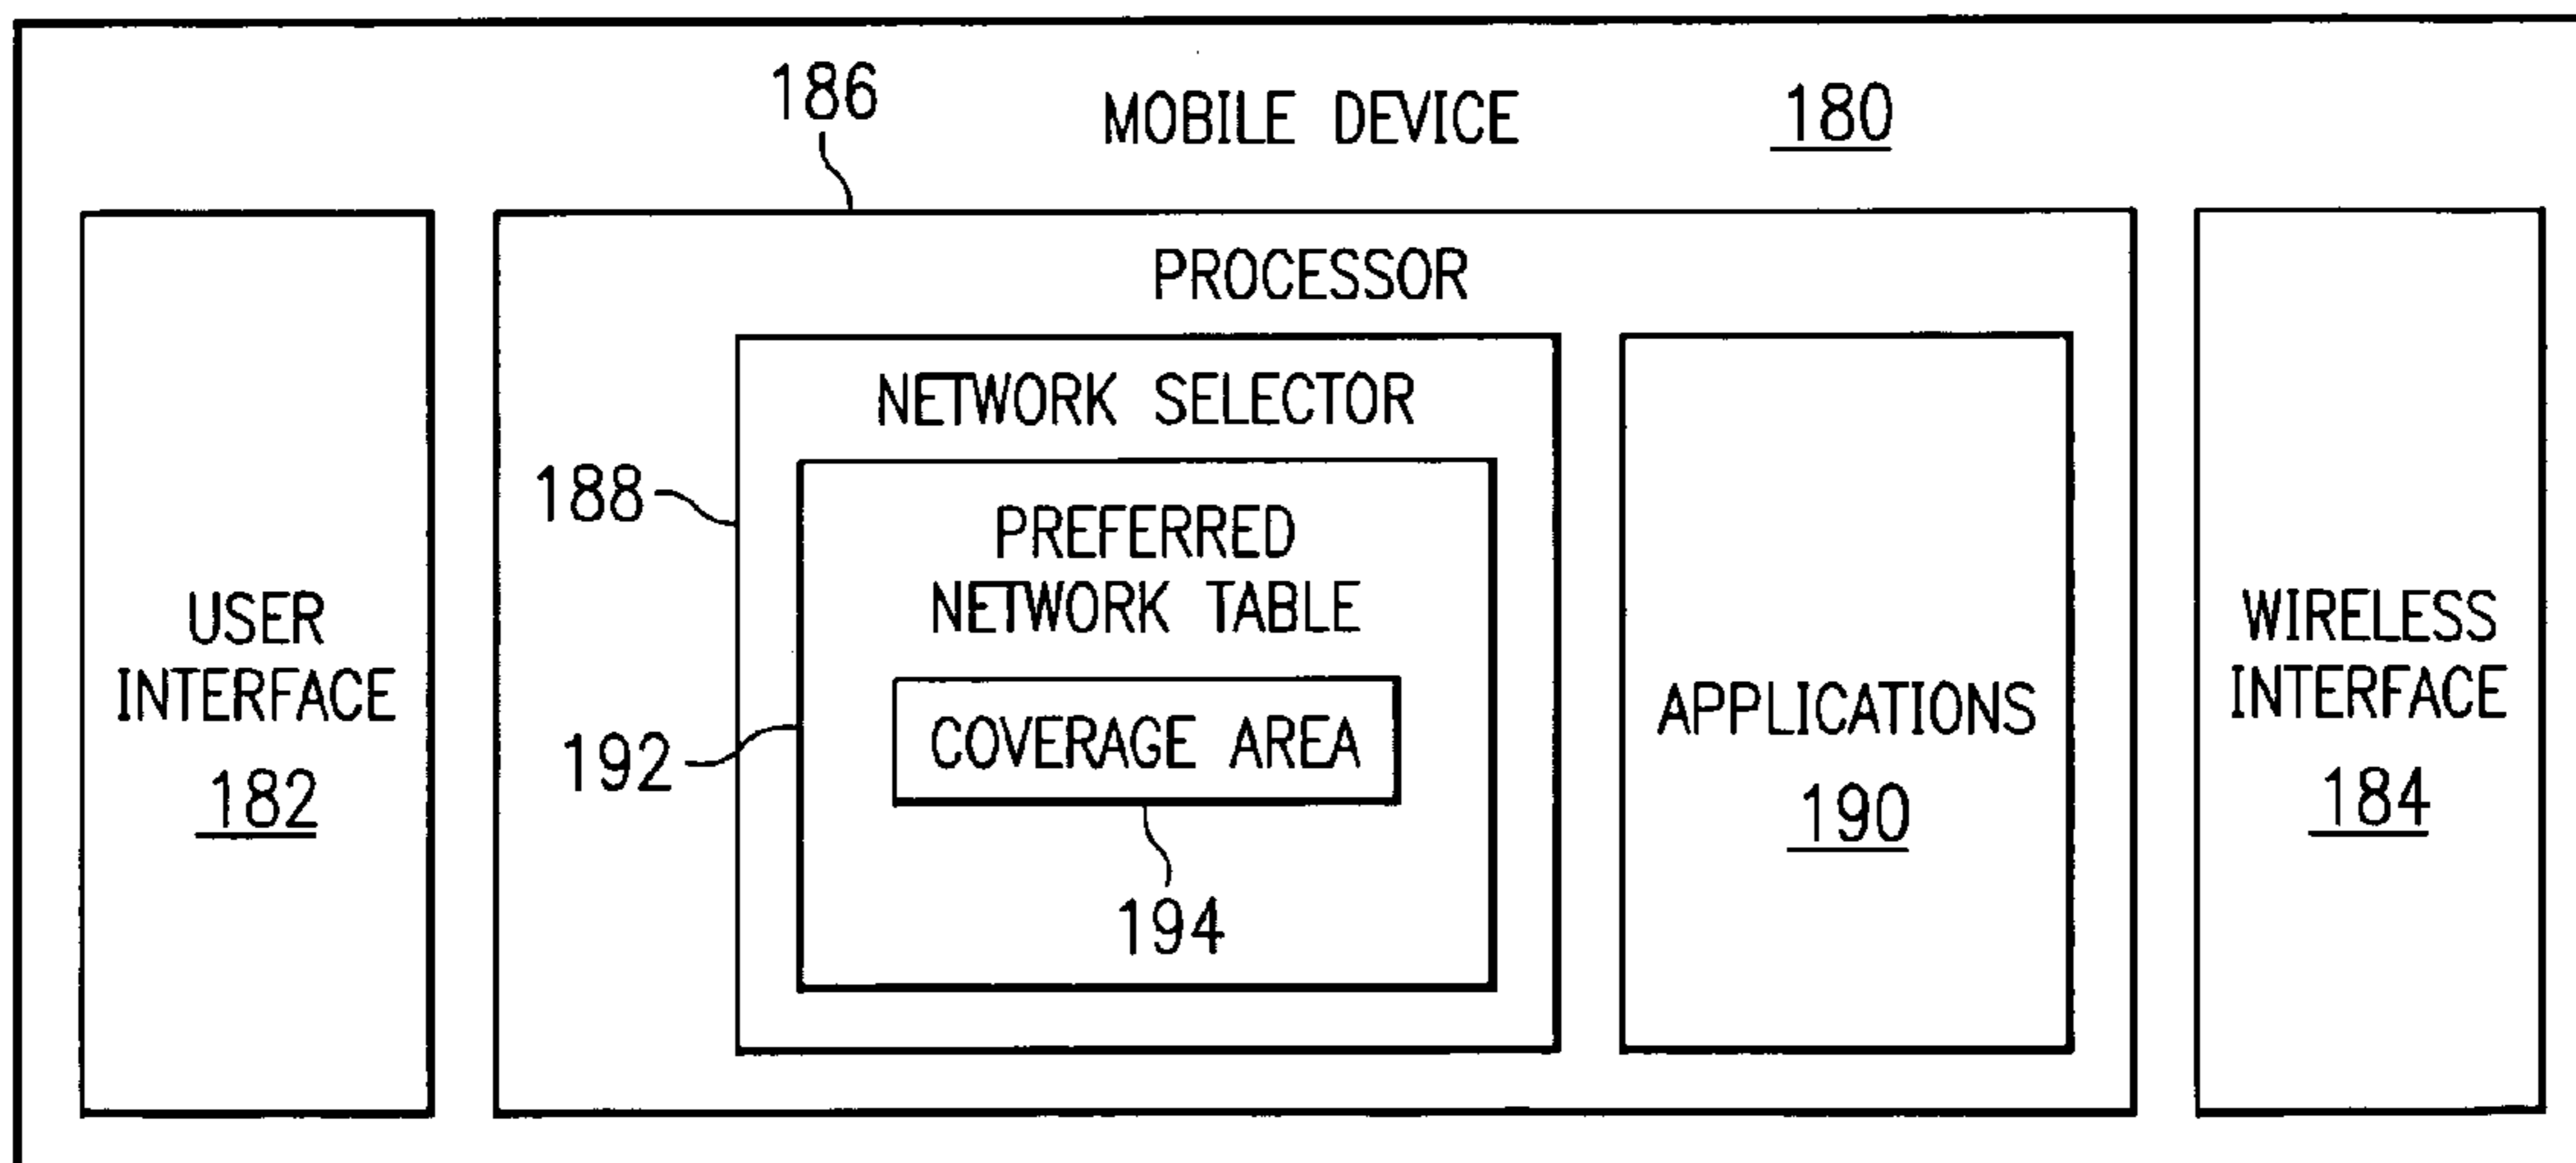 186
MOBILE DEVICE 180
PROCESSOR
NETWORK SELECTOR
188
PREFERRED
NETWORK TABLE
192
COVERAGE AREA
194
USER
INTERFACE
182
APPLICATIONS
190
WIRELESS
INTERFACE
184